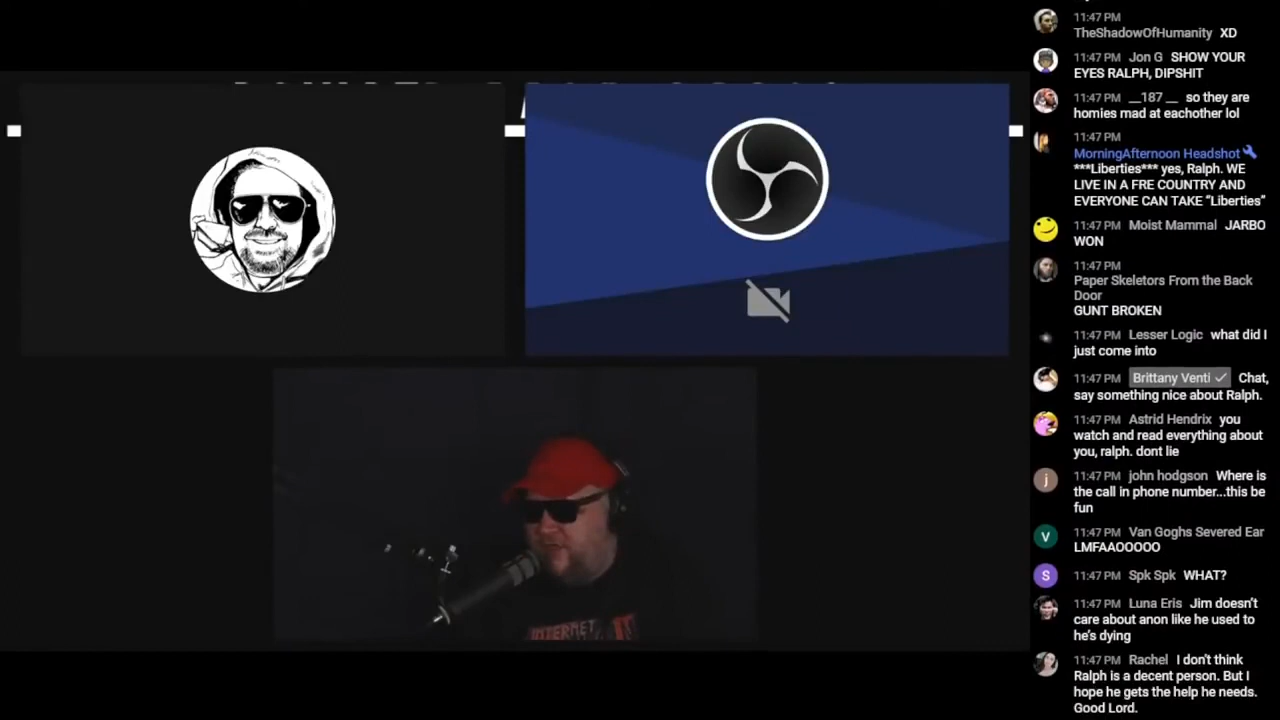 11:47 PM
TheShadowOfHumanity XD
11:47 PM Jon G SHOW YOUR
EYES RALPH, DIPSHIT
11:47 PM __187 __ so they are
homies mad at eachother lol
11:47 PM
MorningAfternoon Headshot
***Liberties*** yes, Ralph. WE
LIVE IN A FRE COUNTRY AND
EVERYONE CAN TAKE “Liberties”
11:47 PM Moist Mammal JARBO
WON
11:47 PM
Paper Skeletors From the Back
Door
GUNT BROKEN
11:47 PM Lesser Logic what did I
just come into
11:47 PM Brittany Venti ✓ Chat,
say something nice about Ralph.
11:47 PM Astrid Hendrix you
watch and read everything about
you, ralph. dont lie
j
11:47 PM john hodgson Where is
the call in phone number...this be
fun
V
11:47 PM Van Goghs Severed Ear
LMFAAOOOOO
S
11:47 PM Spk Spk WHAT?
11:47 PM Luna Eris Jim doesn’t
care about anon like he used to
he’s dying
11:47 PM Rachel I don't think
Ralph is a decent person. But I
hope he gets the help he needs.
Good Lord.
INTERNET